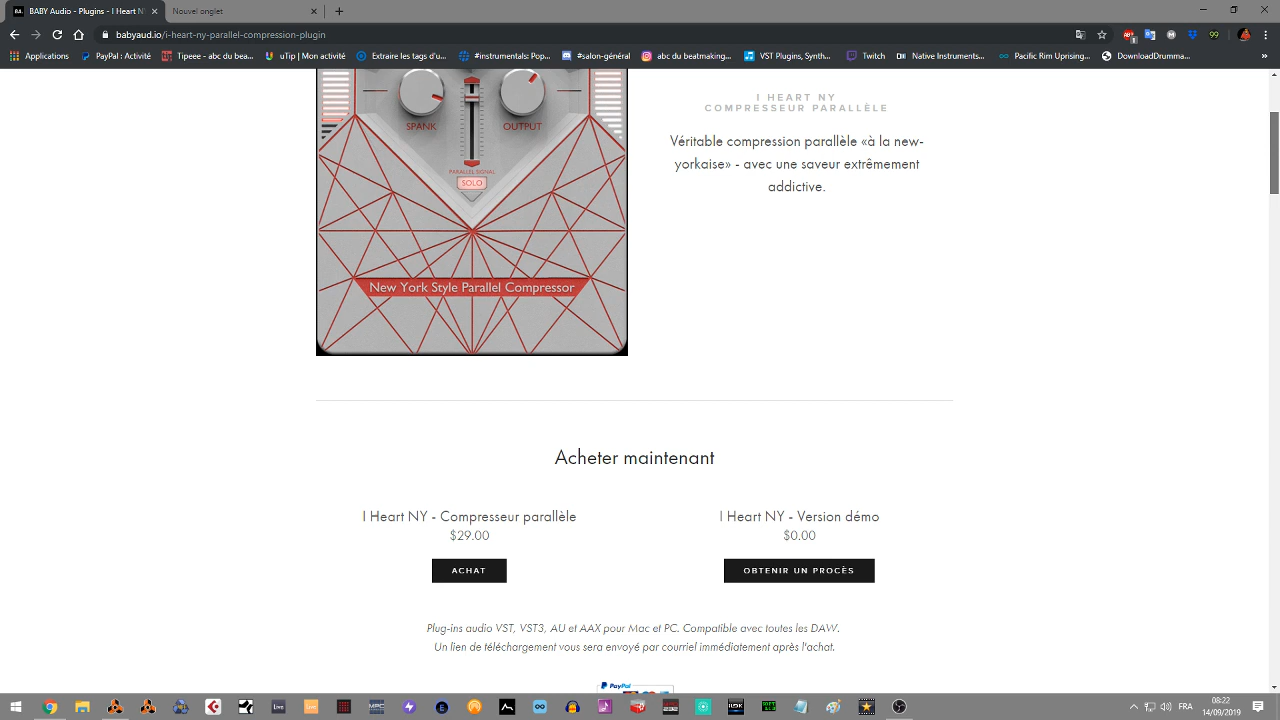 BABY Audio | I Heart N
Nouvel onglet
babyaud.io/i-heart-ny-parallel-compression-plugin
Applications
PayPal : Activité
Tipeee - abc du bea...
uTip | Mon activité
Extraire les tags d'u...
#instrumentals: Pop...
#salon-général
abc du beatmaking...
VST Plugins, Synth...
Twitch
Native Instruments...
Pacific Rim Uprising...
DownloadDrumma...
»
SPANK
OUTPUT
PARALLEL SIGNAL
SOLO
New York Style Parallel Compressor
I HEART NY
COMPRESSEUR PARALLÈLE
Véritable compression parallèle «à la new-
yorkaise» - avec une saveur extrêmement
addictive.
Acheter maintenant
I Heart NY - Compresseur parallèle
$29.00
ACHAT
I Heart NY - Version démo
$0.00
OBTENIR UN PROCÈS
Plug-ins audio VST, VST3, AU et AAX pour Mac et PC. Compatible avec toutes les DAW.
Un lien de téléchargement vous sera envoyé par courriel immédiatement après l'achat.
PayPal
Live
Live
MPC
FRA
08:22
14/09/2019